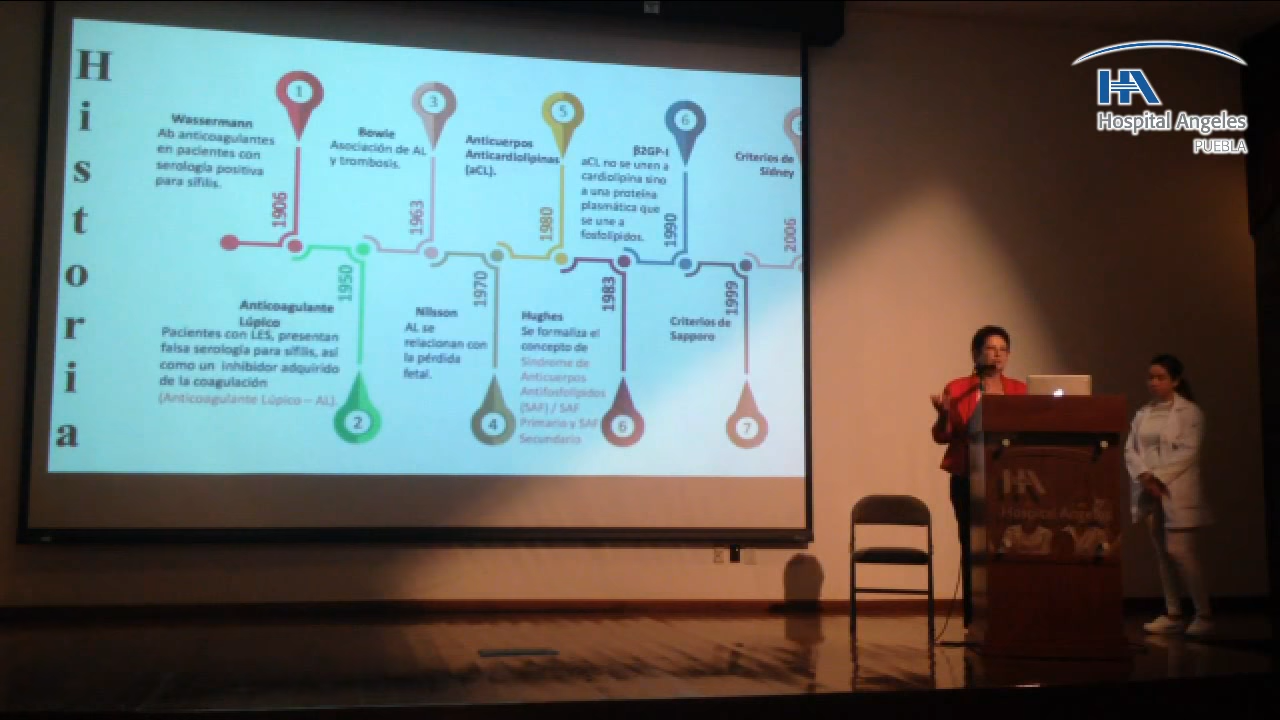 Historia
1
Wassermann
Ab anticoagulantes
en pacientes con
serología positiva
para sífilis.
1906
3
Bowie
Asociación de AL
y trombosis.
1963
5
Anticuerpos
Anticardiolipinas
(aCL).
1980
6
β2GP-I
aCL no se unen a
cardiolipina sino
a una proteína
plasmática que
se une a
fosfolípidos.
1990
Criterios de
Sidney
2006
1950
Anticoagulante
Lúpico
Pacientes con LES, presentan
falsa serología para sífilis, así
como un inhibidor adquirido
de la coagulación
(Anticoagulante Lúpico – AL).
2
1970
Nilsson
AL se
relacionan con
la pérdida
fetal.
4
1983
Hughes
Se formaliza el
concepto de
Síndrome de
Anticuerpos
Antifosfolípidos
(SAF) / SAF
Primario y SAF
Secundario
6
1999
Criterios de
Sapporo
7
HA
Hospital Angeles
PUEBLA
HA
Hospital Angeles